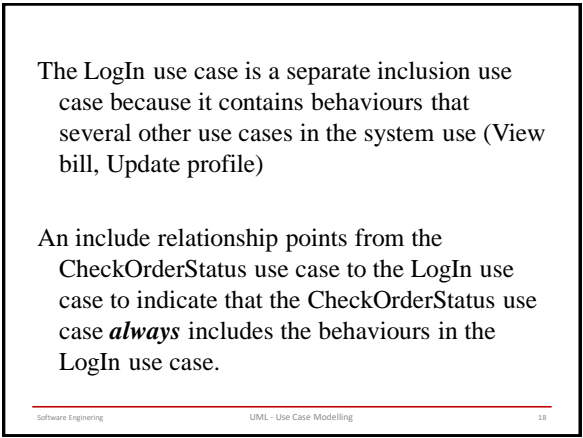 The LogIn use case is a separate inclusion use
case because it contains behaviours that
several other use cases in the system use (View
bill, Update profile)
An include relationship points from the
CheckOrderStatus use case to the LogIn use
case to indicate that the CheckOrderStatus use
case always includes the behaviours in the
LogIn use case.
Software Enginering UML - Use Case Modelling 18